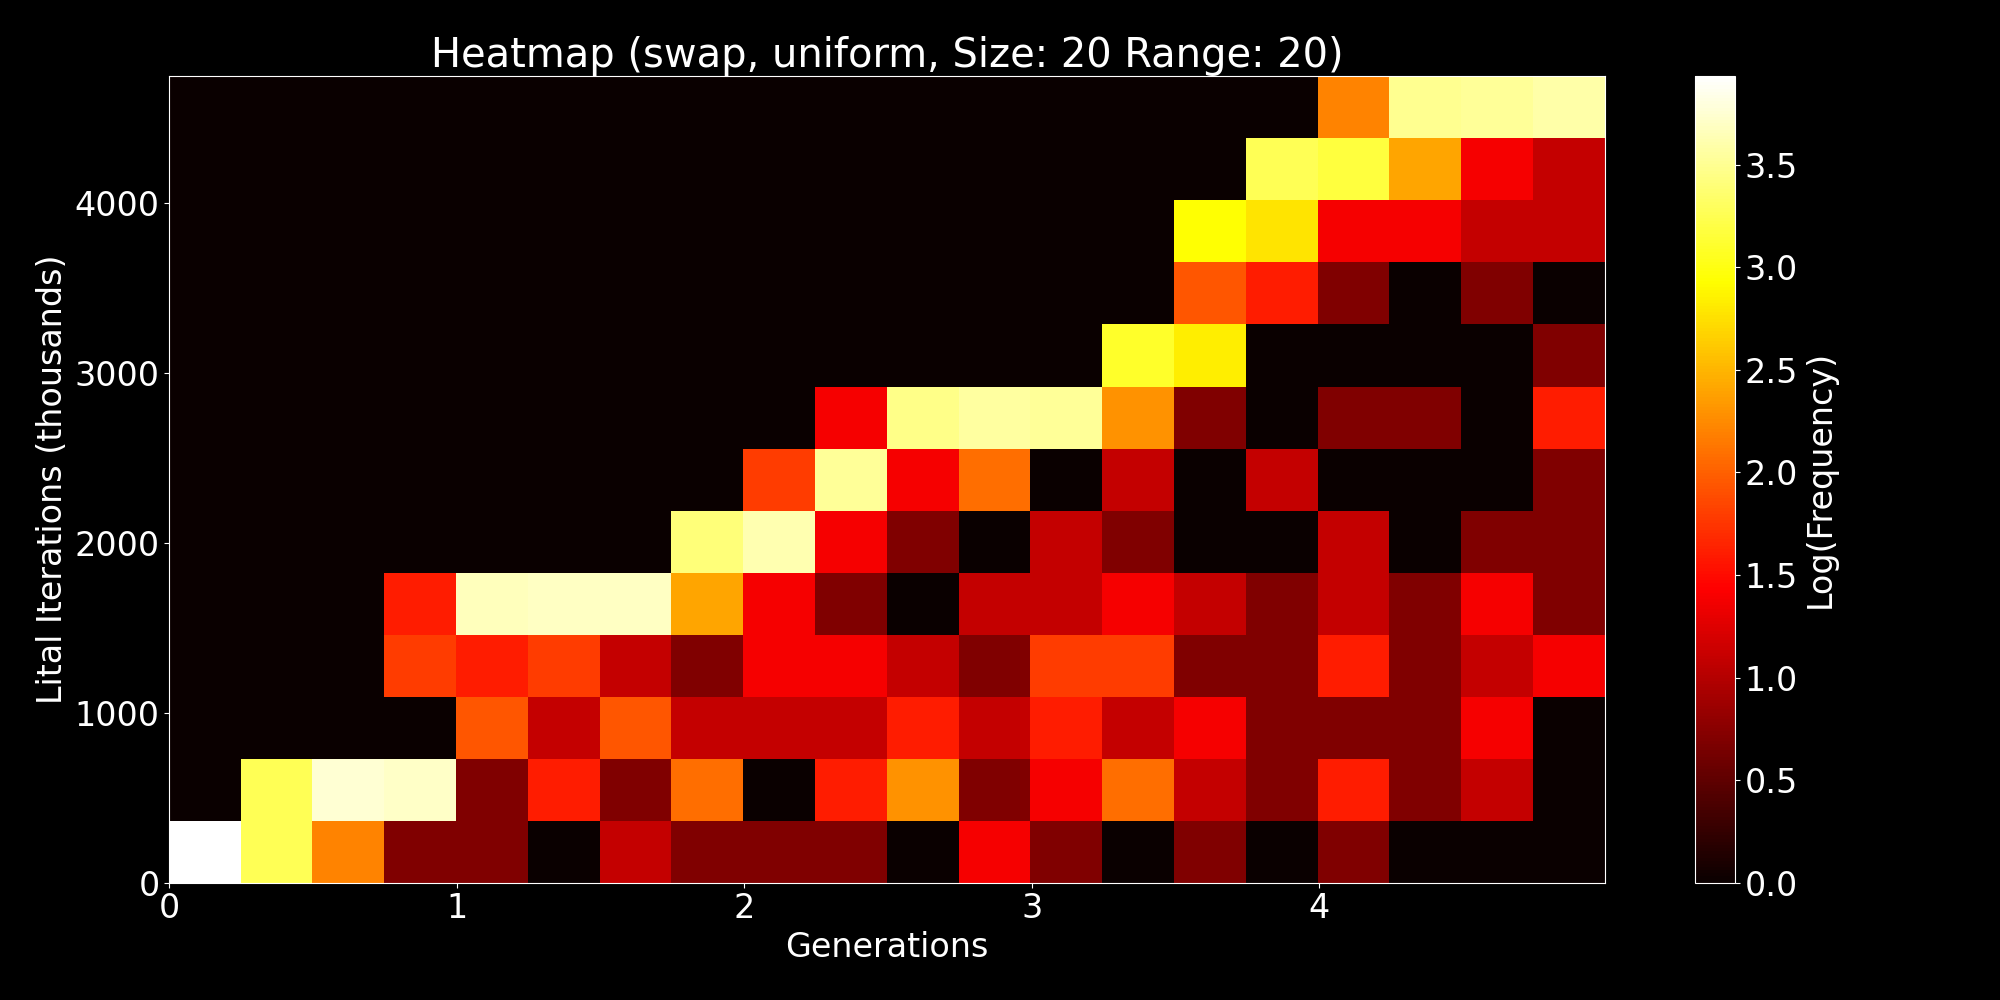 Heatmap (swap, uniform, Size: 20 Range: 20)
4000
3000
2000
1000
0
Lital Iterations (thousands)
0 1 2 3 4
Generations
3.5
3.0
2.5
2.0
1.5
1.0
0.5
0.0
Log(Frequency)